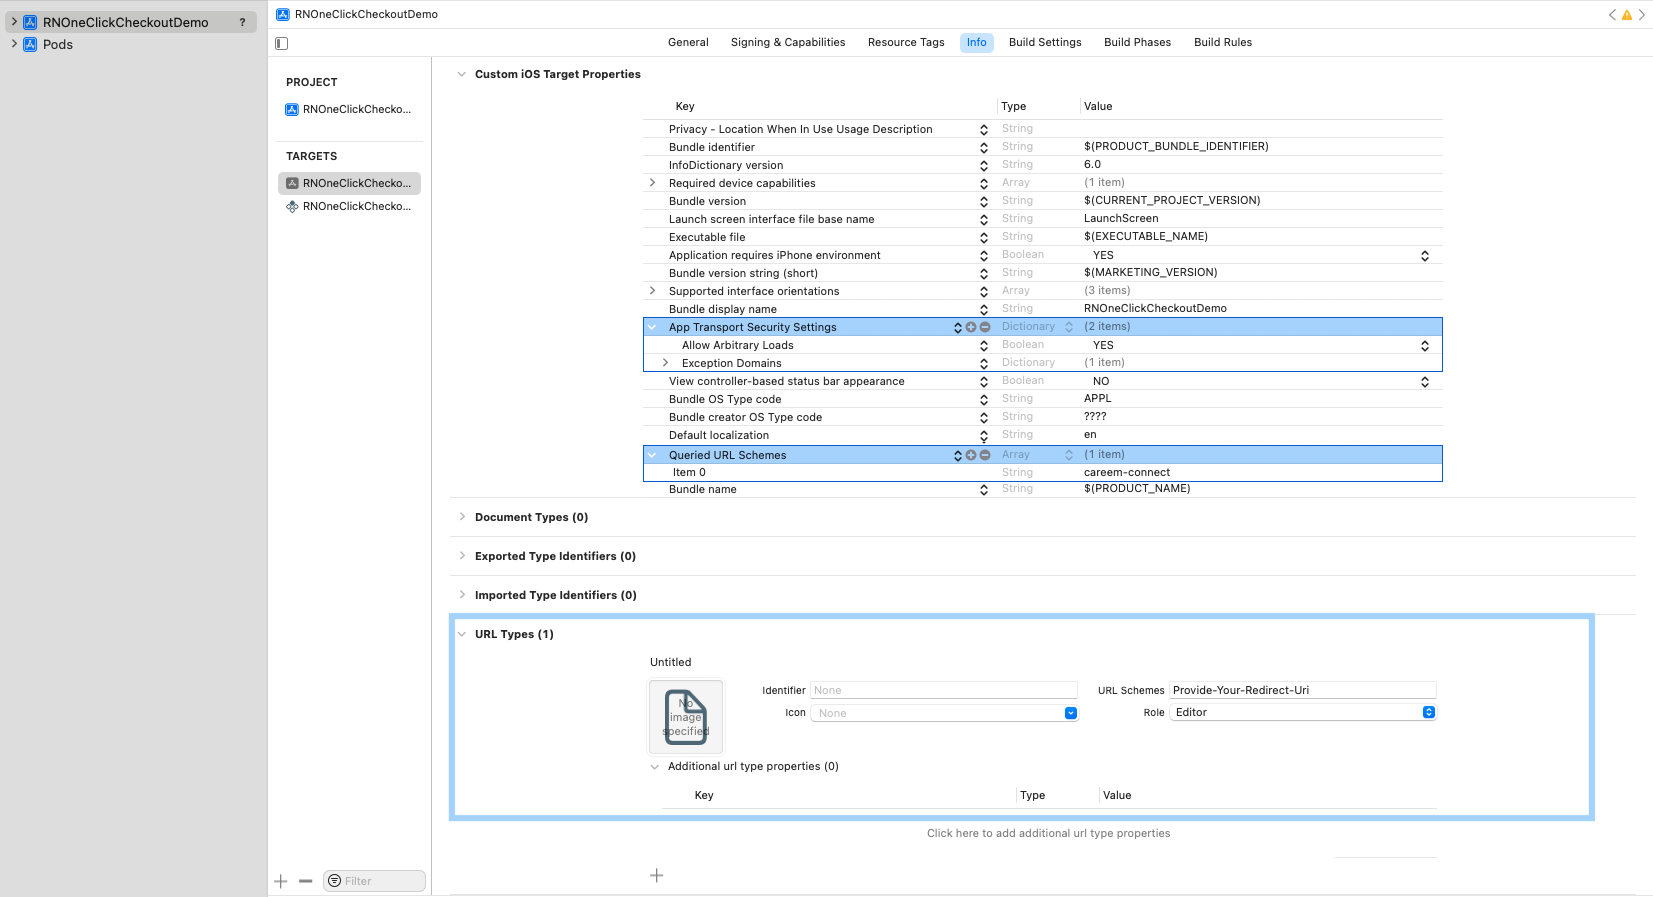 RNOneClickCheckoutDemo ?
Pods
RNOneClickCheckoutDemo
General Signing & Capabilities Resource Tags Info Build Settings Build Phases Build Rules
PROJECT
RNOneClickChecko...
TARGETS
RNOneClickChecko...
RNOneClickChecko...
Filter
Custom iOS Target Properties
Key Type Value
Privacy - Location When In Use Usage Description String
Bundle identifier String $(PRODUCT_BUNDLE_IDENTIFIER)
InfoDictionary version String 6.0
Required device capabilities Array (1 item)
Bundle version String $(CURRENT_PROJECT_VERSION)
Launch screen interface file base name String LaunchScreen
Executable file String $(EXECUTABLE_NAME)
Application requires iPhone environment Boolean YES
Bundle version string (short) String $(MARKETING_VERSION)
Supported interface orientations Array (3 items)
Bundle display name String RNOneClickCheckoutDemo
App Transport Security Settings Dictionary (2 items)
Allow Arbitrary Loads Boolean YES
Exception Domains Dictionary (1 item)
View controller-based status bar appearance Boolean NO
Bundle OS Type code String APPL
Bundle creator OS Type code String ????
Default localization String en
Queried URL Schemes Array (1 item)
Item 0 String careem-connect
Bundle name String $(PRODUCT_NAME)
Document Types (0)
Exported Type Identifiers (0)
Imported Type Identifiers (0)
URL Types (1)
Untitled
No image specified
Identifier None URL Schemes Provide-Your-Redirect-Uri
Icon None Role Editor
Additional url type properties (0)
Key Type Value
Click here to add additional url type properties